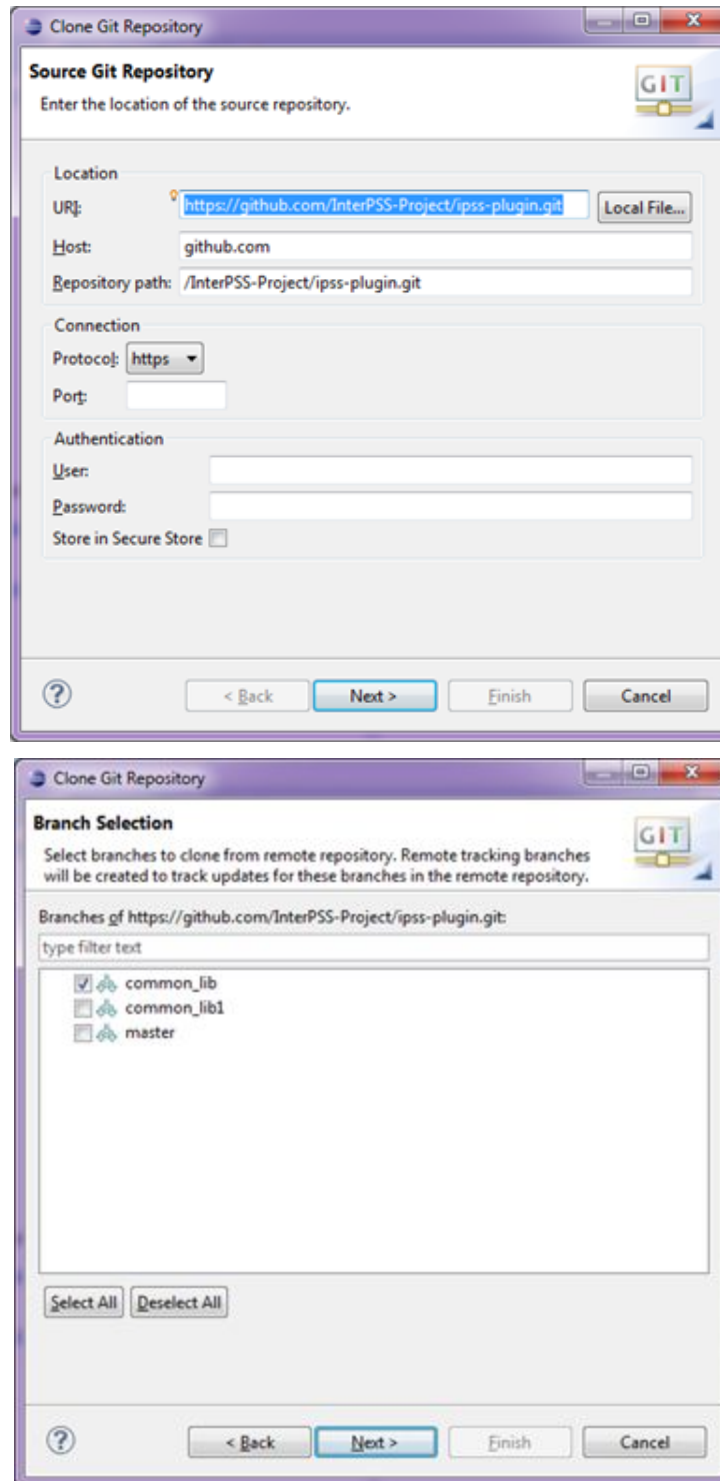 Clone Git Repository
Source Git Repository
Enter the location of the source repository.
GIT
Location
URI: https://github.com/InterPSS-Project/ipss-plugin.git Local File...
Host: github.com
Repository path: /InterPSS-Project/ipss-plugin.git
Connection
Protocol: https
Port:
Authentication
User:
Password:
Store in Secure Store
? < Back Next > Finish Cancel
Clone Git Repository
Branch Selection
Select branches to clone from remote repository. Remote tracking branches
will be created to track updates for these branches in the remote repository.
GIT
Branches of https://github.com/InterPSS-Project/ipss-plugin.git:
type filter text
common_lib
common_lib1
master
Select All Deselect All
? < Back Next > Finish Cancel